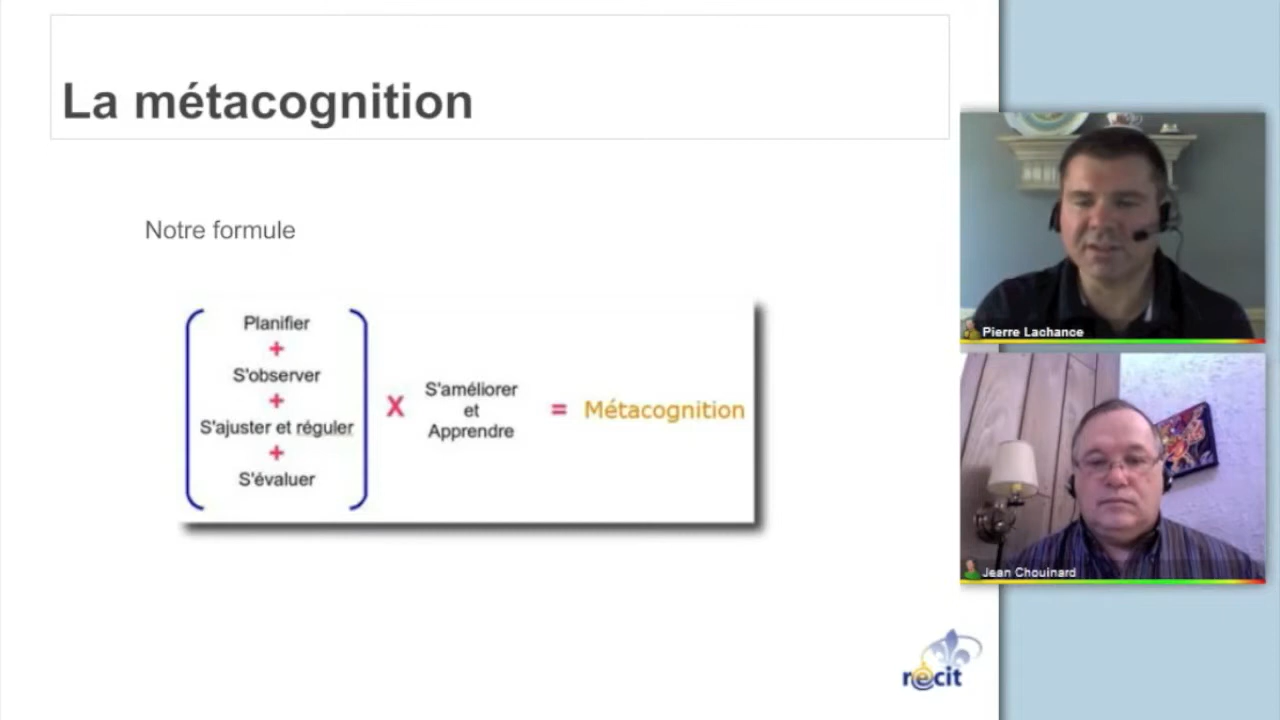 La métacognition
Notre formule
Planifier
+
S'observer
+
S'ajuster et réguler
+
S'évaluer
X
S'améliorer
et
Apprendre
=
Métacognition
Pierre Lachance
Jean Chouinard
récit